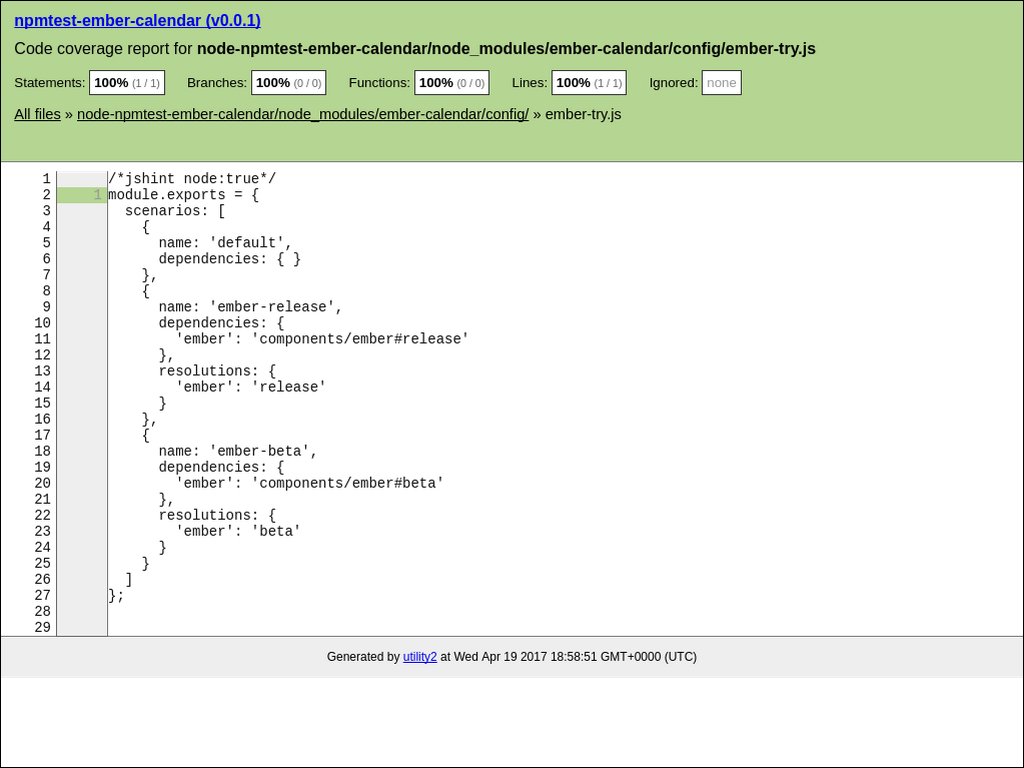 npmtest-ember-calendar (v0.0.1)
Code coverage report for node-npmtest-ember-calendar/node_modules/ember-calendar/config/ember-try.js
Statements: 100% (1 / 1) Branches: 100% (0 / 0) Functions: 100% (0 / 0) Lines: 100% (1 / 1) Ignored: none
All files » node-npmtest-ember-calendar/node_modules/ember-calendar/config/ » ember-try.js
1 /*jshint node:true*/
2 1 module.exports = {
3   scenarios: [
4     {
5       name: 'default',
6       dependencies: { }
7     },
8     {
9       name: 'ember-release',
10       dependencies: {
11         'ember': 'components/ember#release'
12       },
13       resolutions: {
14         'ember': 'release'
15       }
16     },
17     {
18       name: 'ember-beta',
19       dependencies: {
20         'ember': 'components/ember#beta'
21       },
22       resolutions: {
23         'ember': 'beta'
24       }
25     }
26   ]
27 };
28
29
Generated by utility2 at Wed Apr 19 2017 18:58:51 GMT+0000 (UTC)